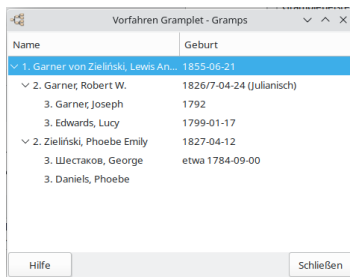 Vorfahren Gramplet - Gramps
Name Geburt
1. Garner von Zieliński, Lewis An... 1855-06-21
2. Garner, Robert W. 1826/7-04-24 (Julianisch)
3. Garner, Joseph 1792
3. Edwards, Lucy 1799-01-17
2. Zieliński, Phoebe Emily 1827-04-12
3. Шестаков, George etwa 1784-09-00
3. Daniels, Phoebe
Hilfe Schließen